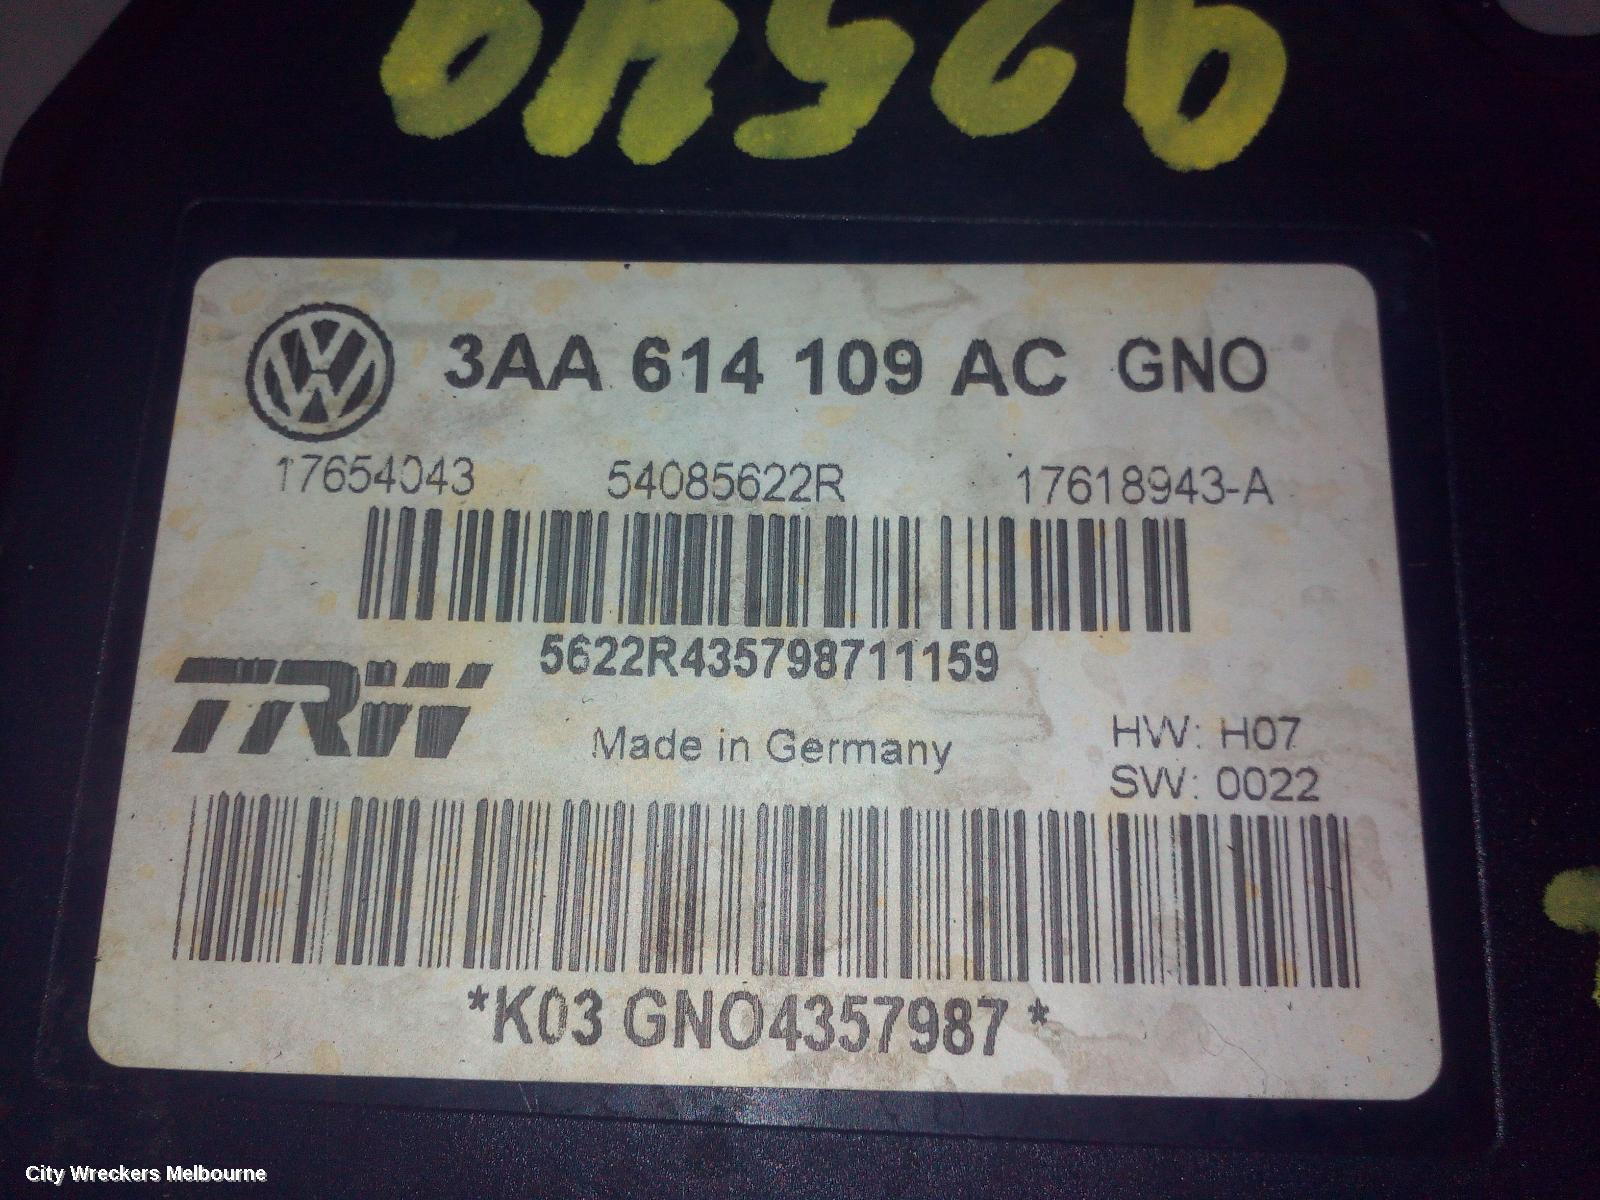 3AA 614 109 AC GNO
17654043 54085622R 17618943-A
5622R435798711159
TRW
Made in Germany
HW: H07
SW: 0022
*K03 GNO4357987 *
City Wreckers Melbourne